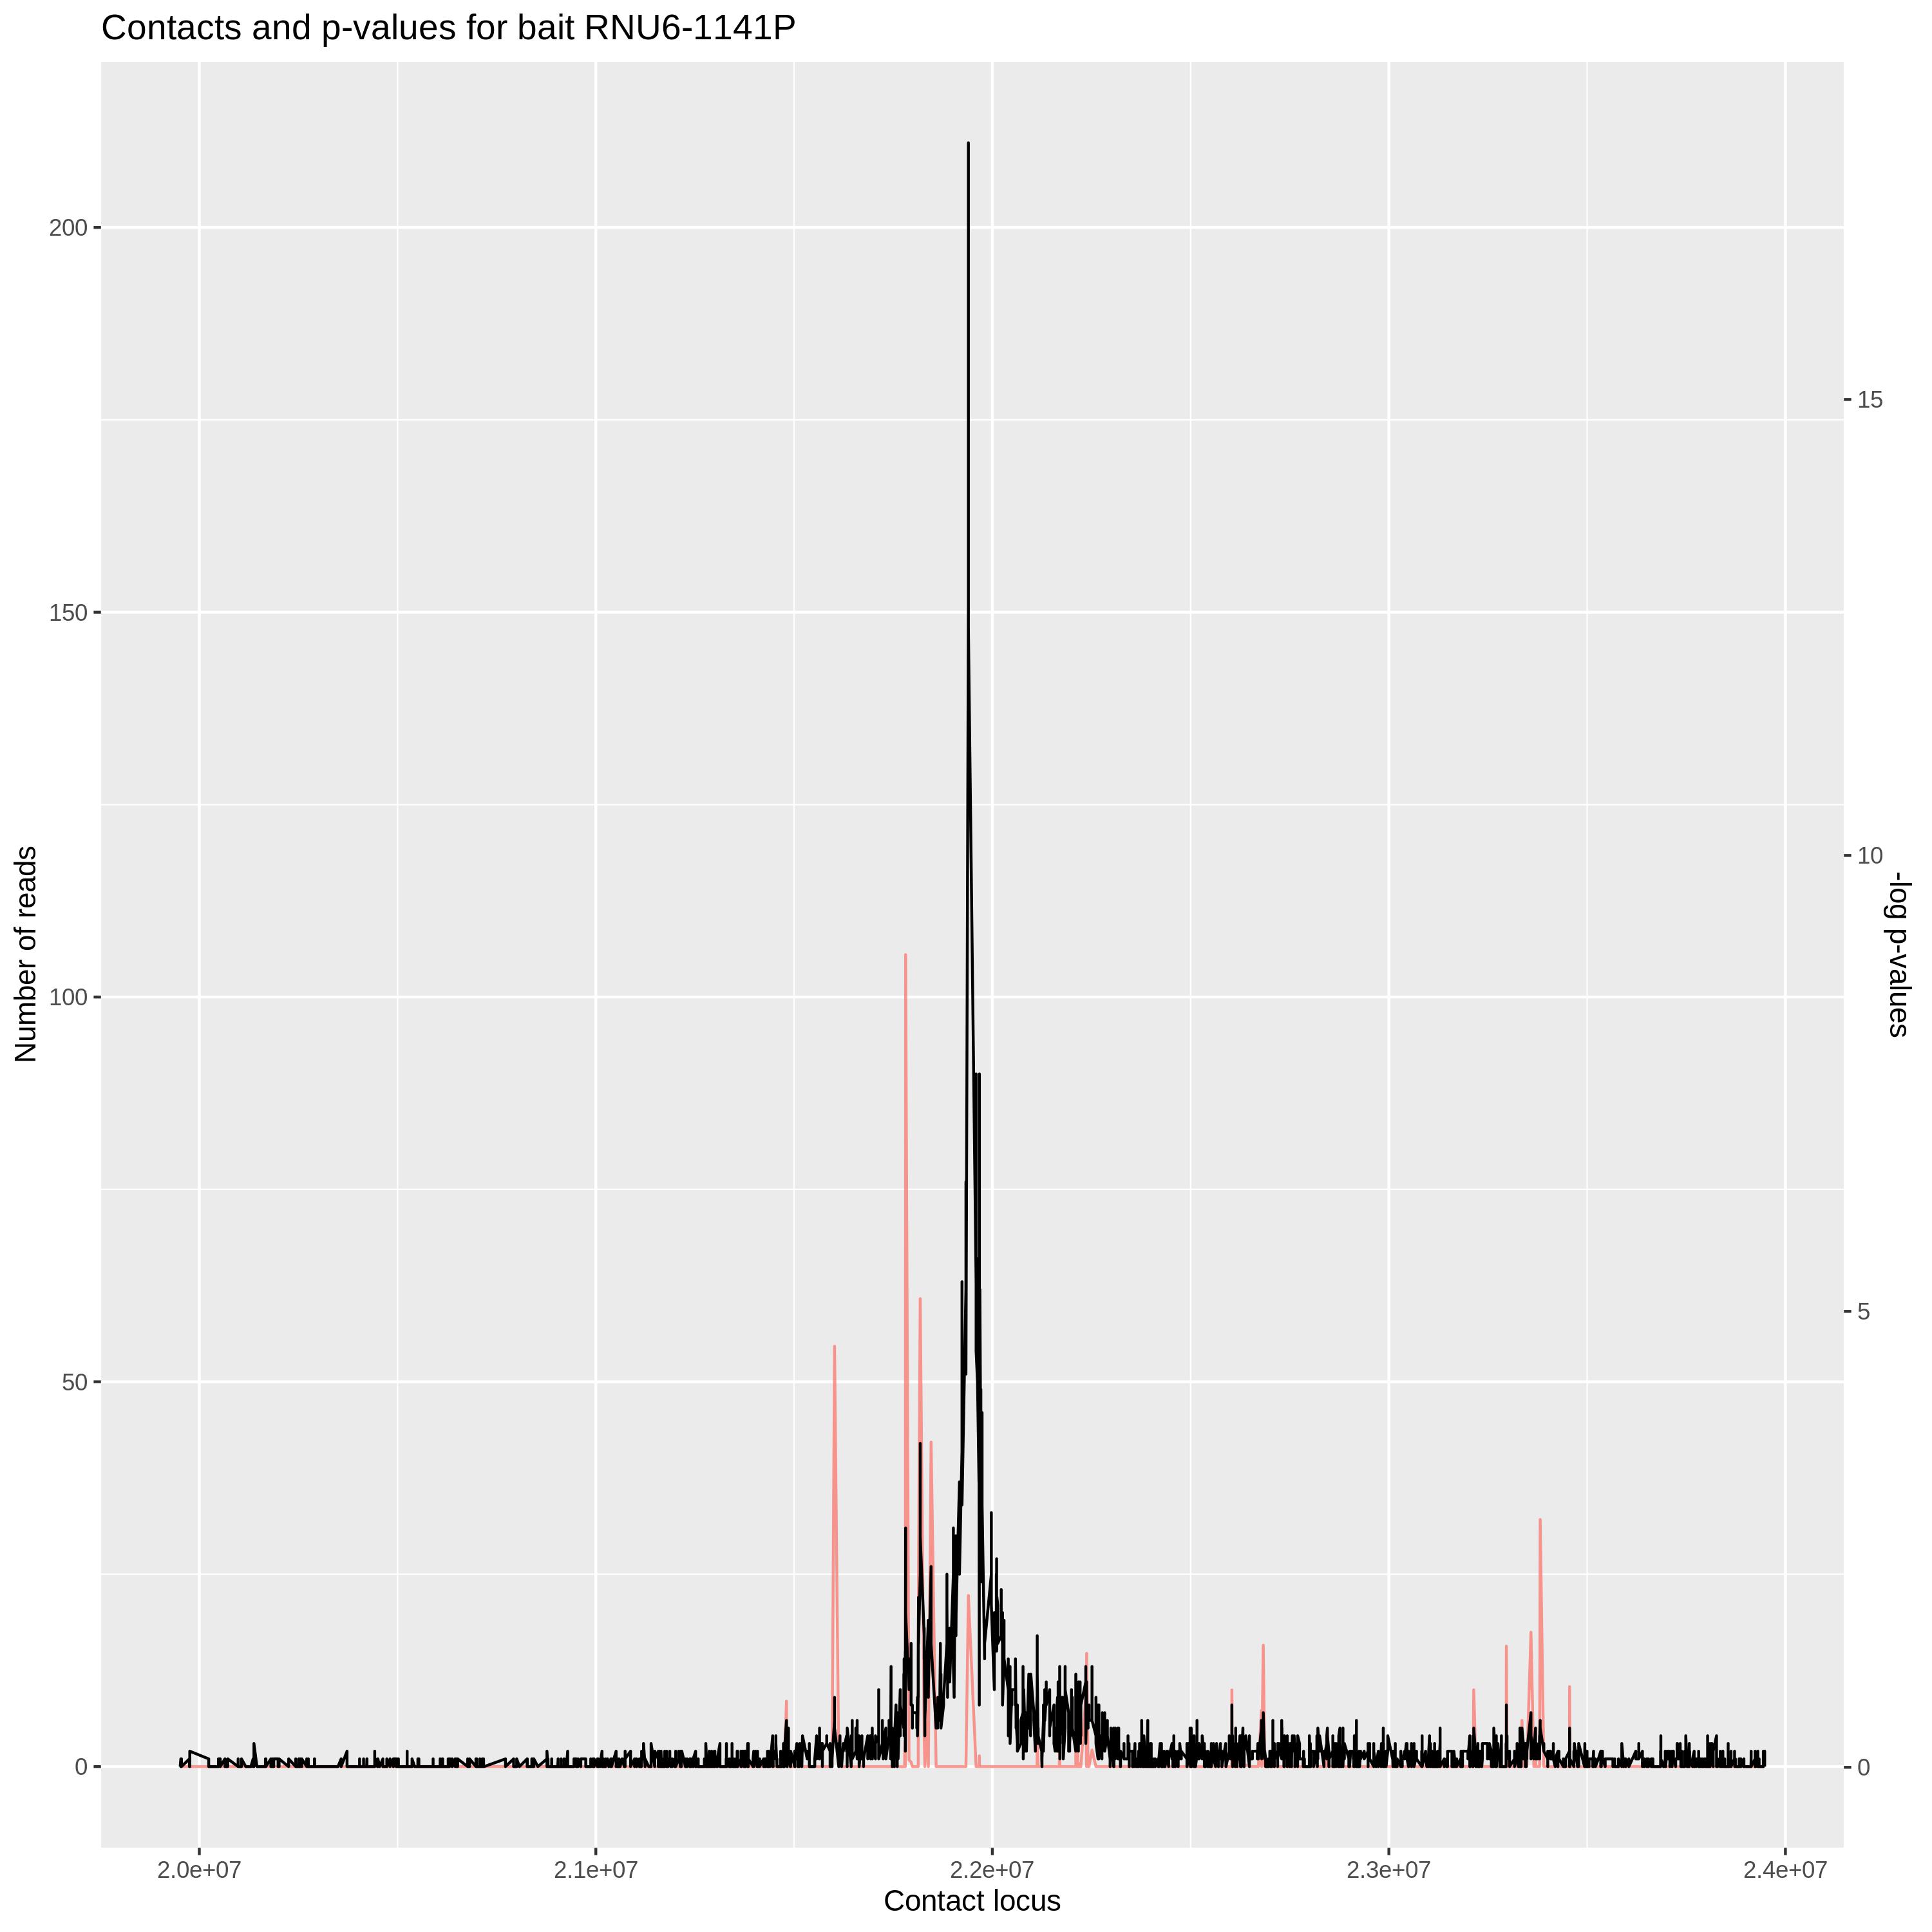 Contacts and p-values for bait RNU6-1141P
200
150
100
50
0
Number of reads
15
10
5
0
-log p-values
2.0e+07 2.1e+07 2.2e+07 2.3e+07 2.4e+07
Contact locus